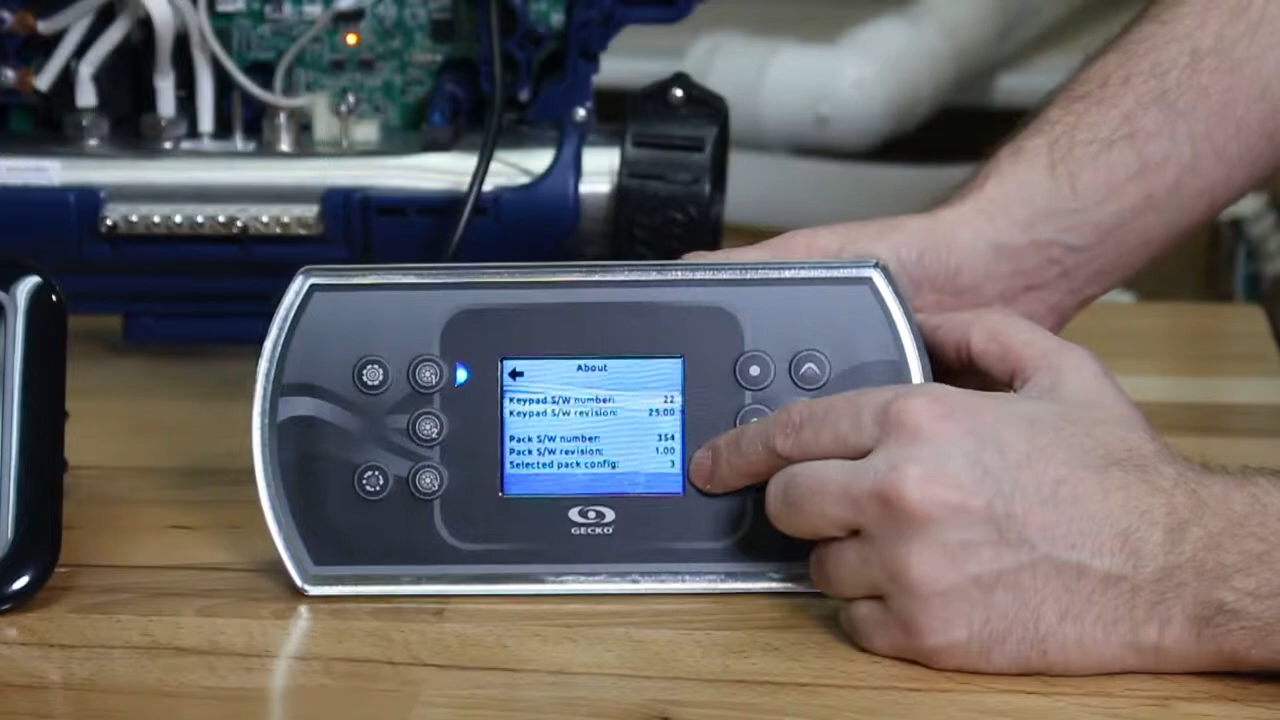 About
Keypad S/W number: 22
Keypad S/W revision: 25.00
Pack S/W number: 354
Pack S/W revision: 1.00
Selected pack config: 3
GECKO